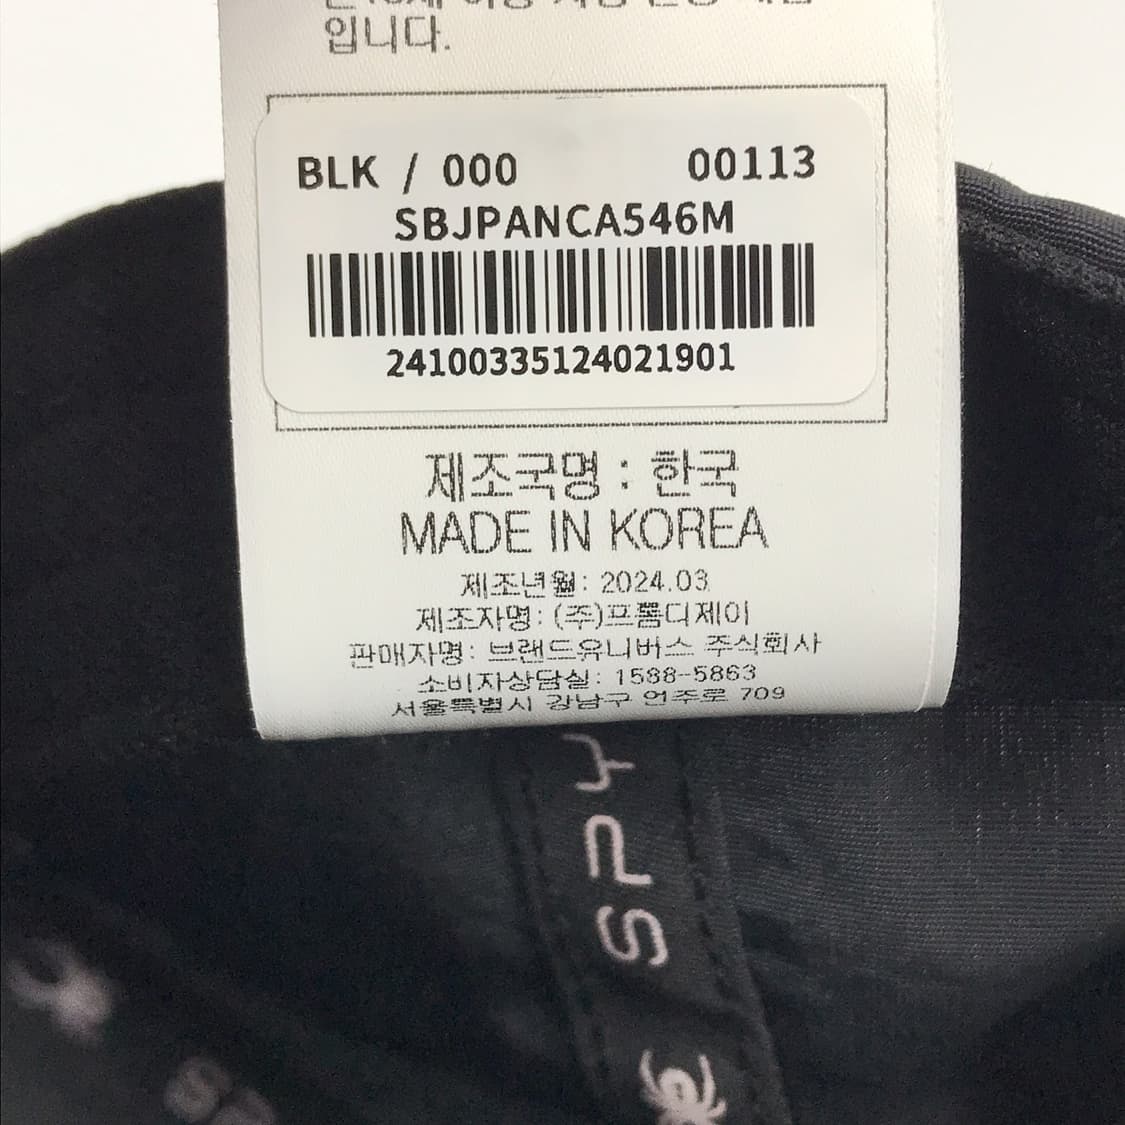 입니다.
BLK / 000 00113
SBJPANCA546M
24100335124021901
제조국명 : 한국
MADE IN KOREA
제조년월: 2024.03
제조자명: (주)프롬디제이
판매자명: 브랜드유니버스 주식회사
소비자상담실: 1588-5863
서울특별시 강남구 언주로 709
SPY